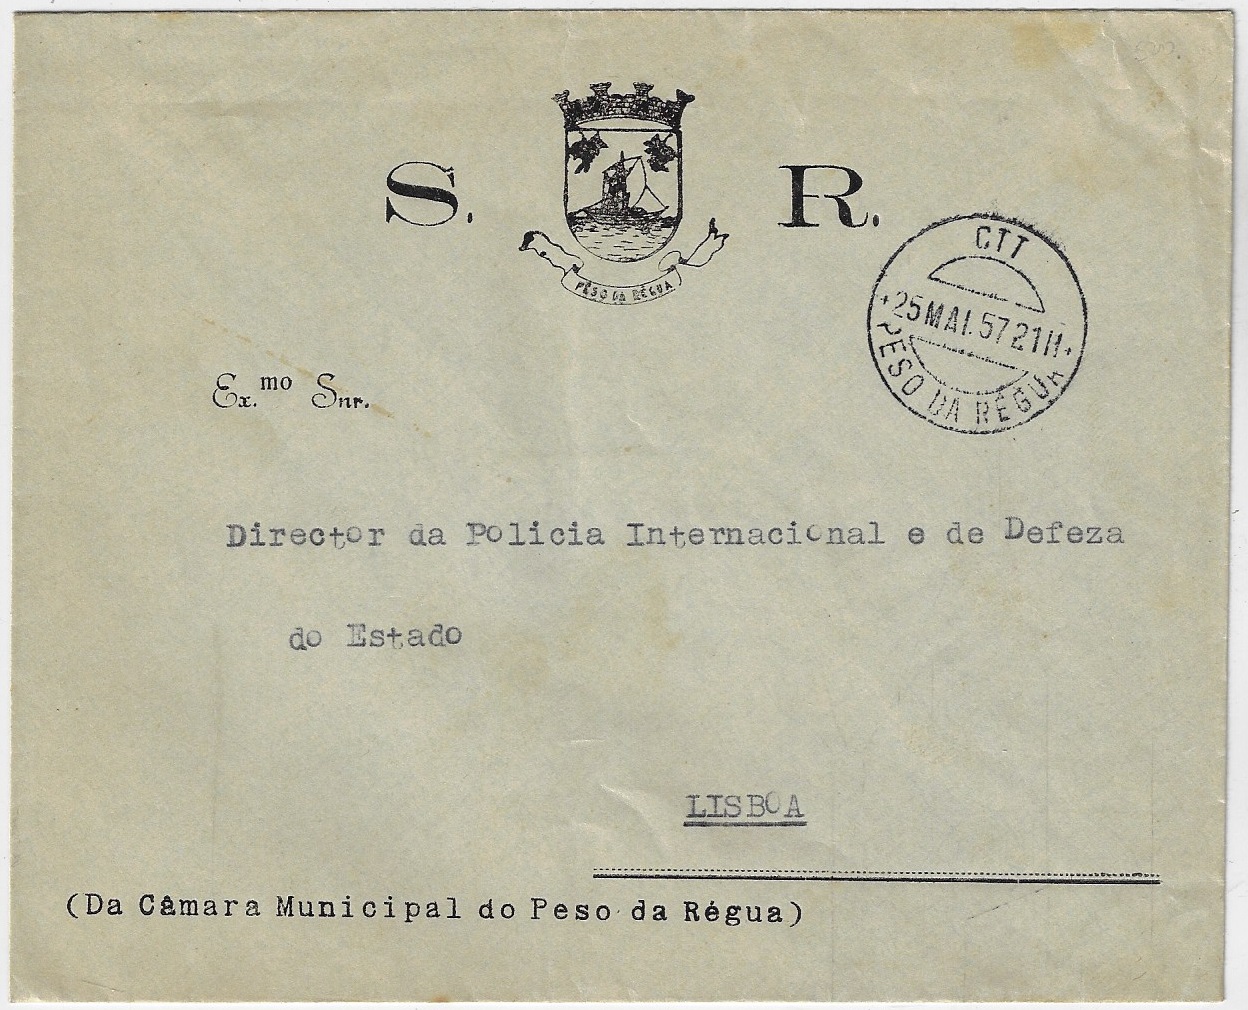 S. R.
PÊSO DA RÉGUA
CTT
25 MAI. 57 21H
PESO DA RÉGUA
Ex.mo Snr.
Director da Policia Internacional e de Defeza
do Estado
LISBOA
(Da Câmara Municipal do Peso da Régua)